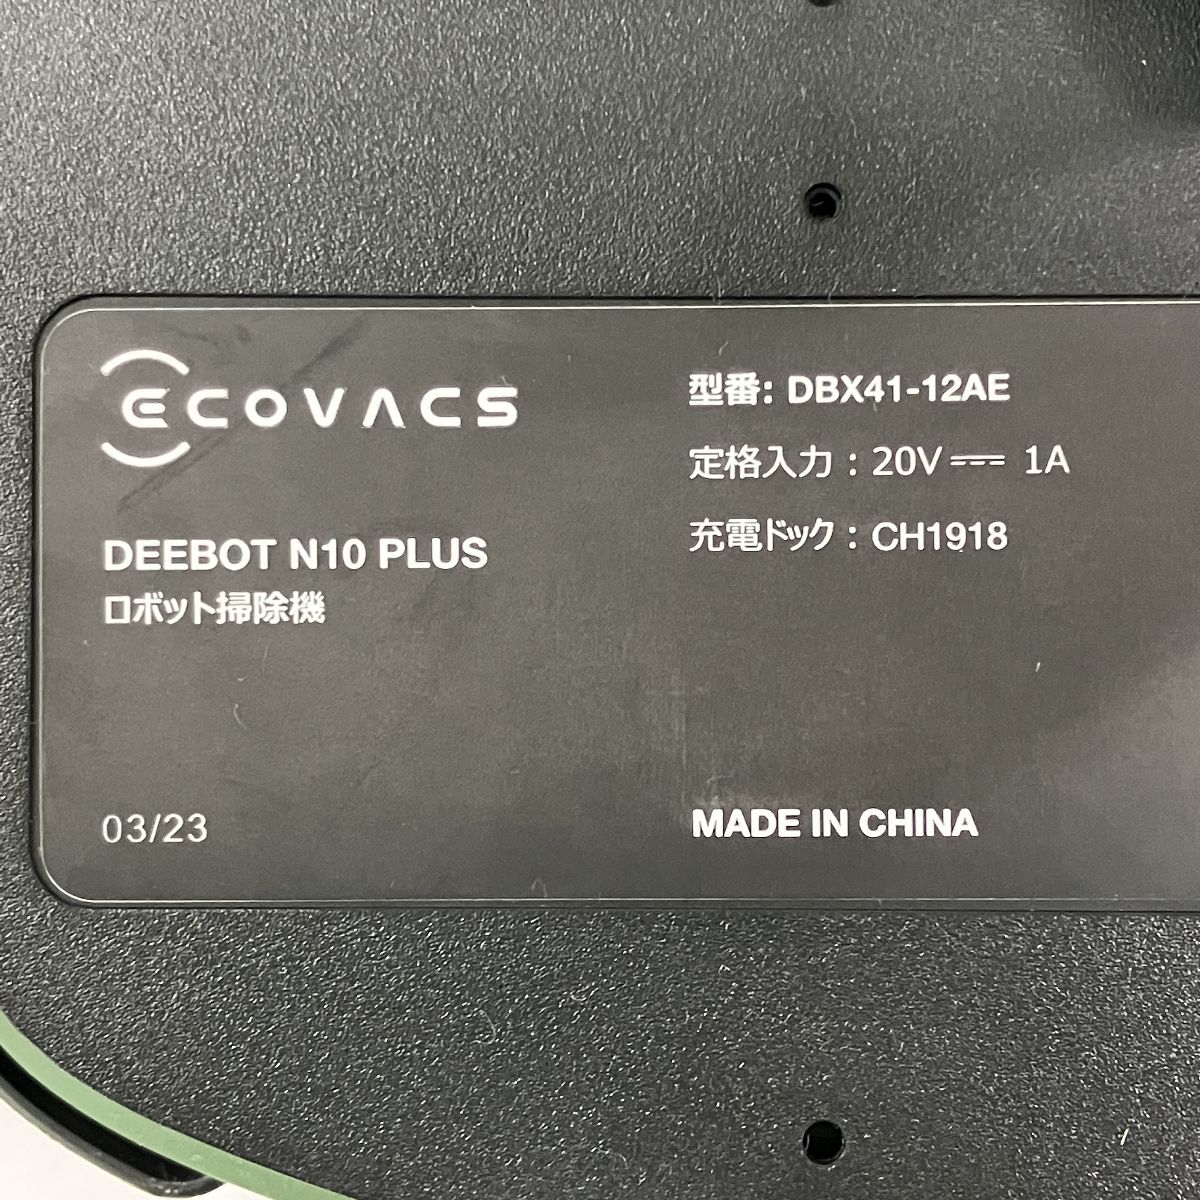 ECOVACS
DEEBOT N10 PLUS
ロボット掃除機
03/23
型番: DBX41-12AE
定格入力：20V⎓ 1A
充電ドック：CH1918
MADE IN CHINA